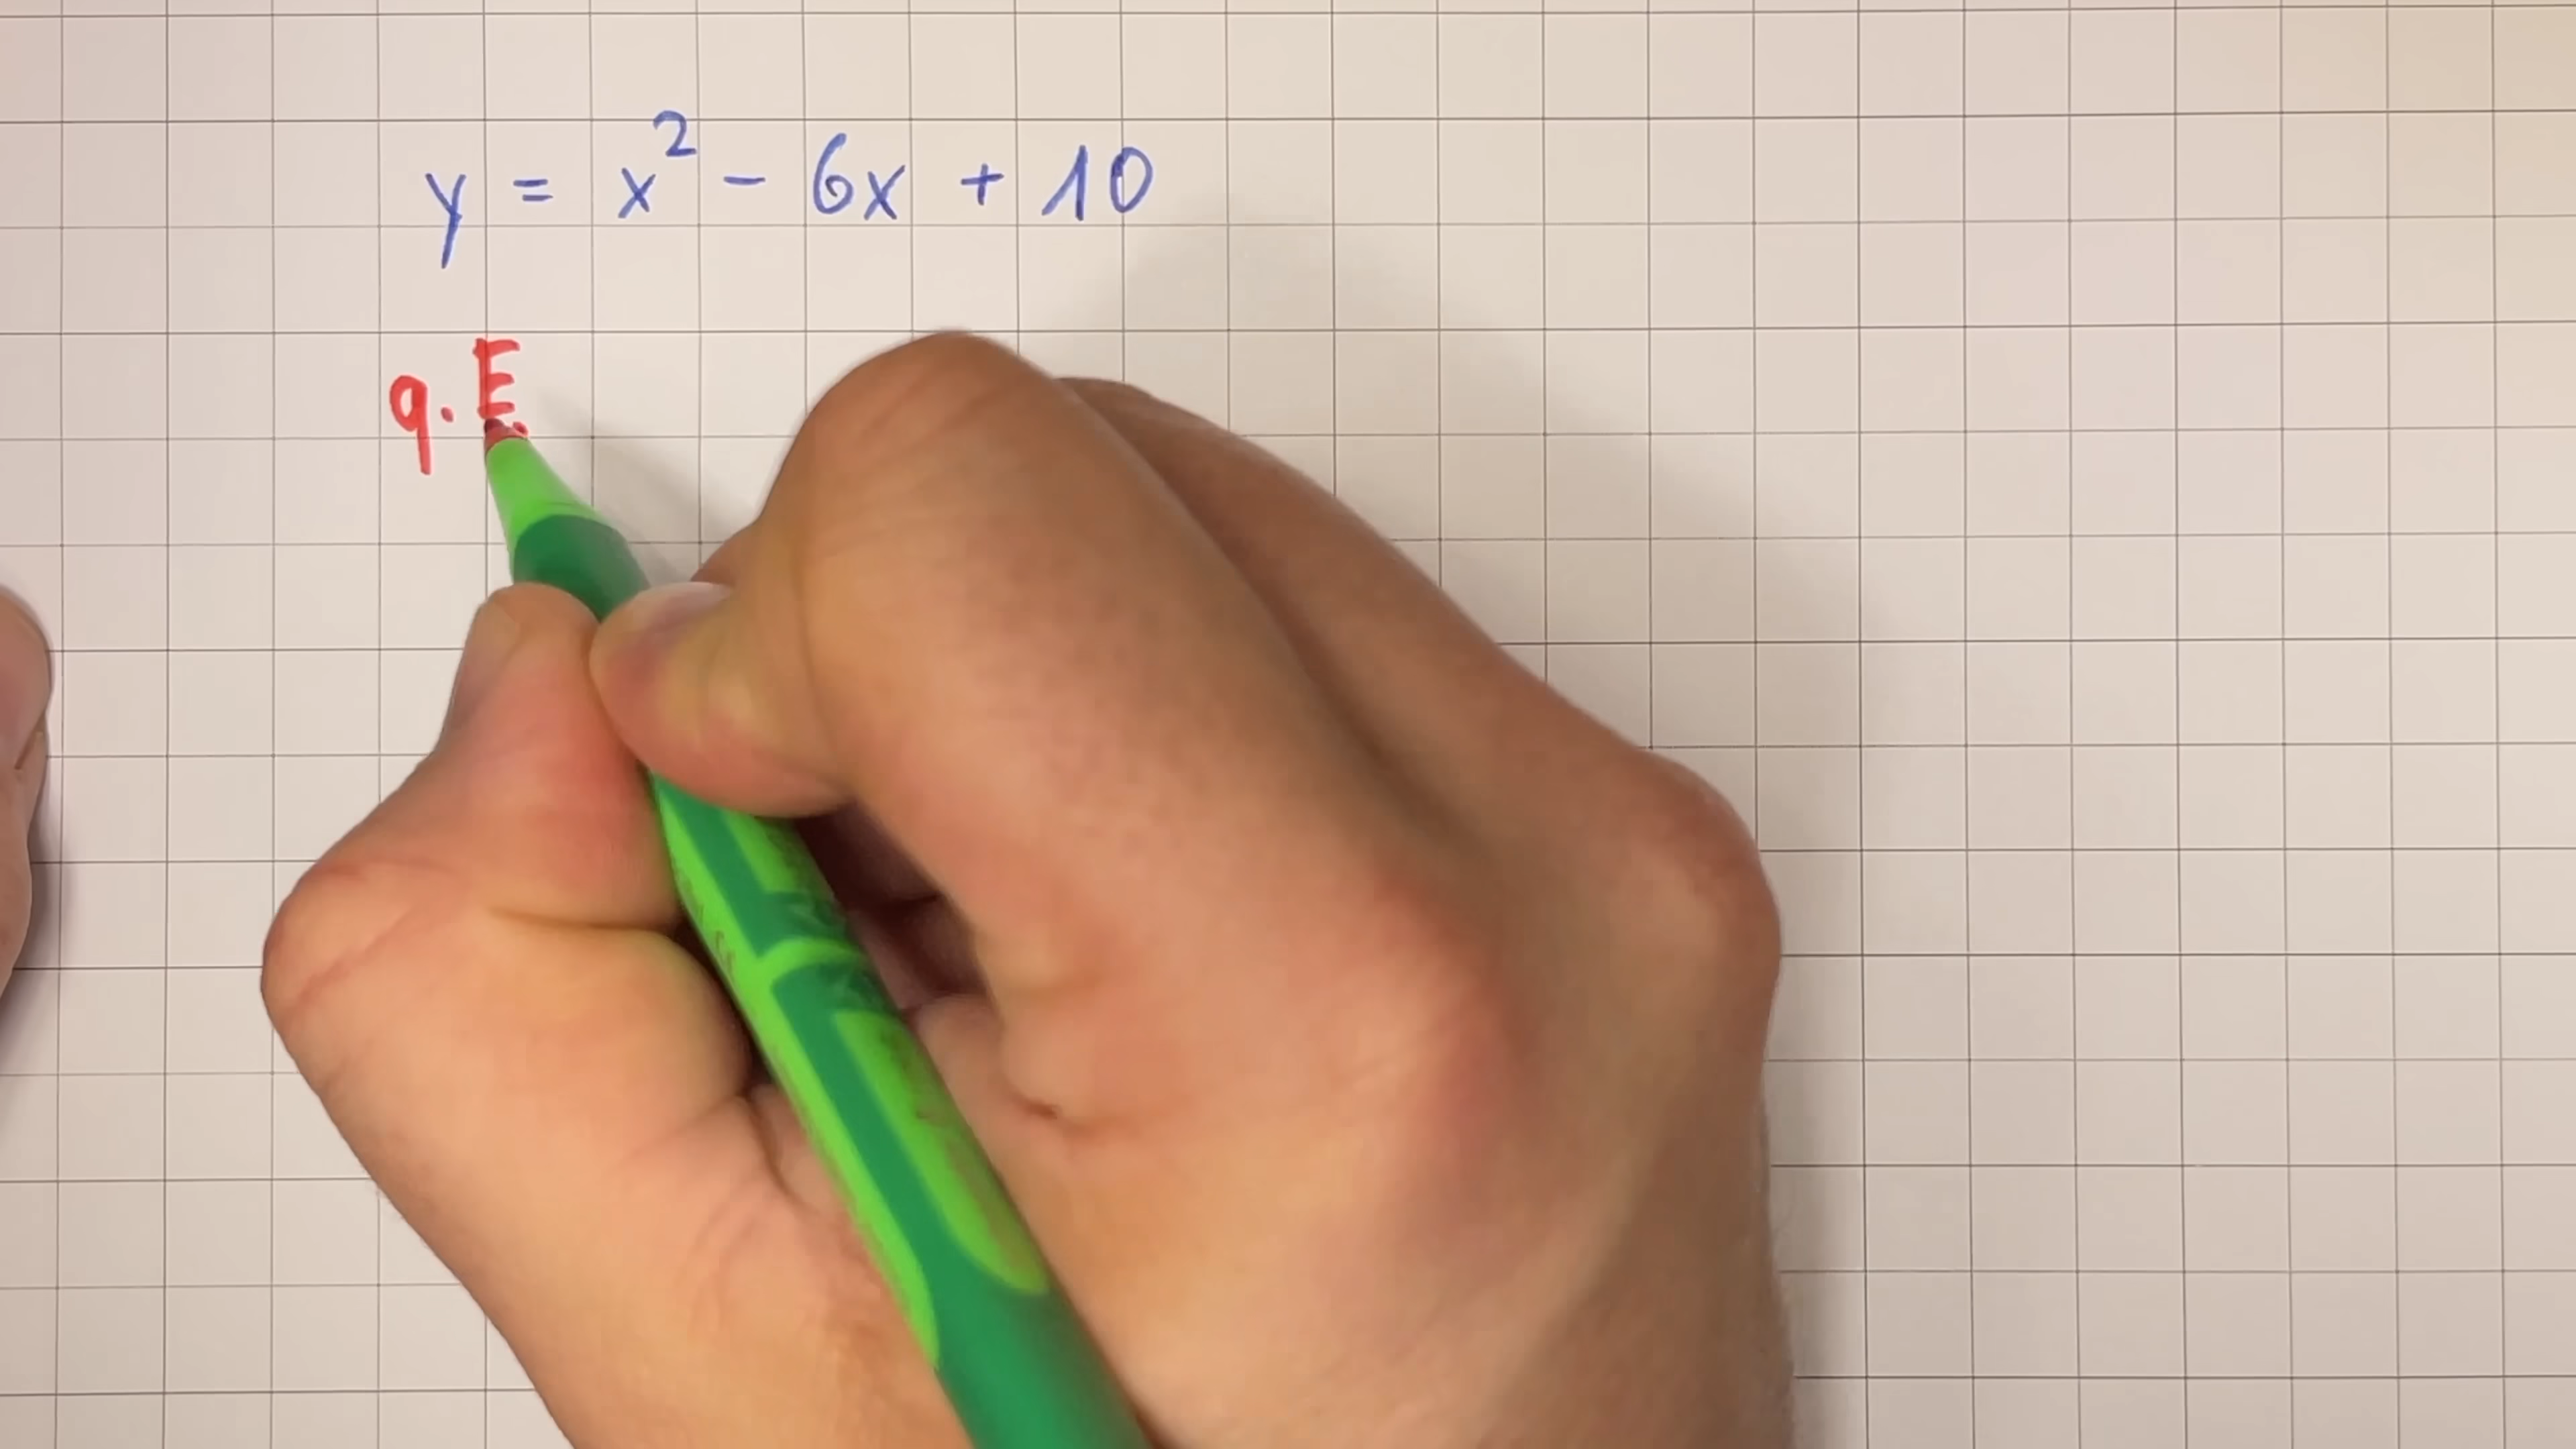 y = x² - 6x + 10
q. E.